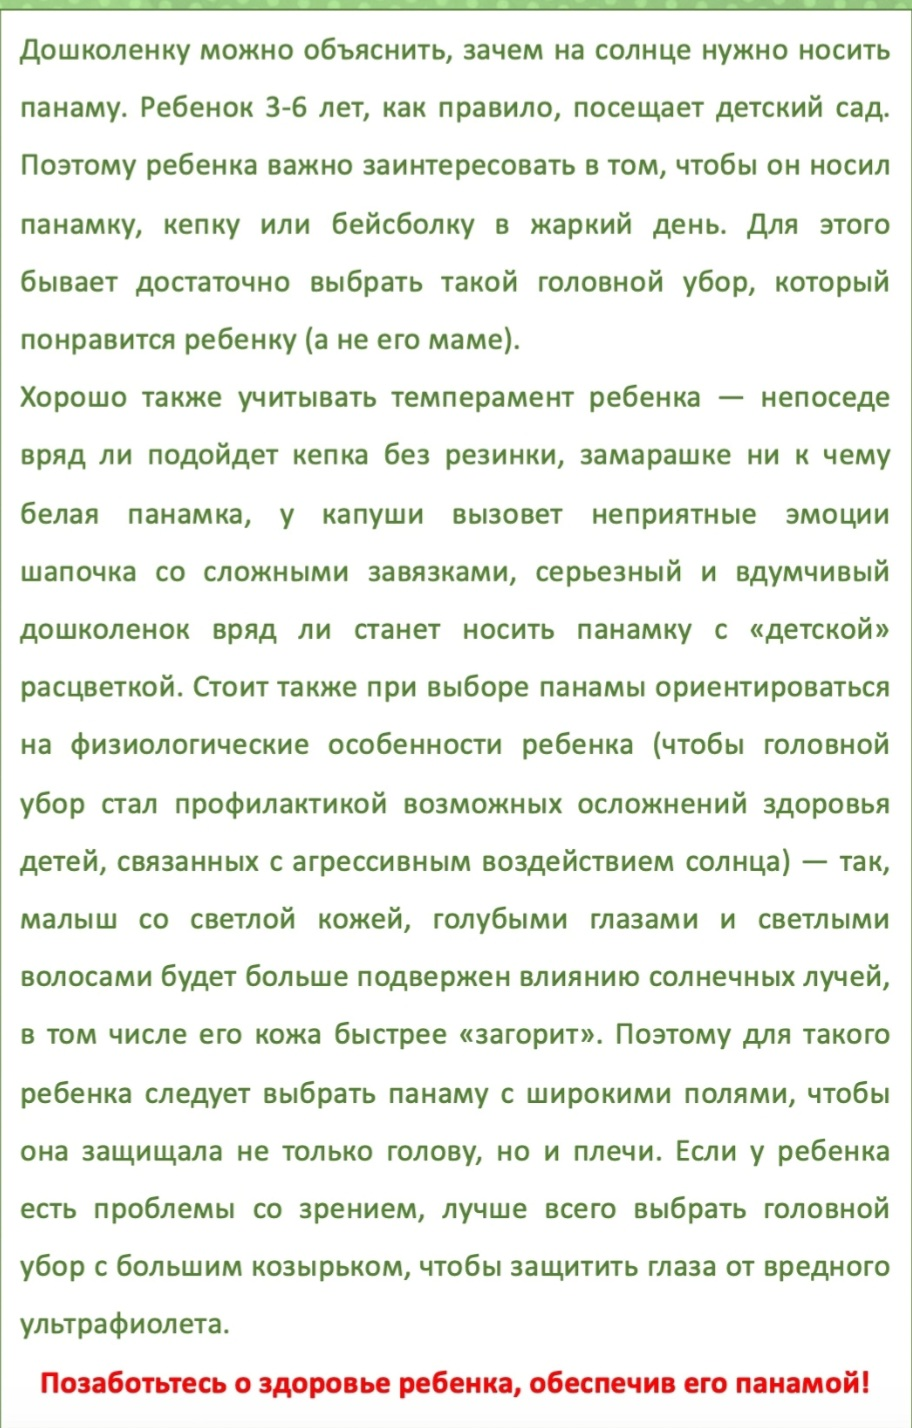 Дошколенку можно объяснить, зачем на солнце нужно носить
панаму. Ребенок 3-6 лет, как правило, посещает детский сад.
Поэтому ребенка важно заинтересовать в том, чтобы он носил
панамку, кепку или бейсболку в жаркий день. Для этого
бывает достаточно выбрать такой головной убор, который
понравится ребенку (а не его маме).
Хорошо также учитывать темперамент ребенка — непоседе
вряд ли подойдет кепка без резинки, замарашке ни к чему
белая панамка, у капуши вызовет неприятные эмоции
шапочка со сложными завязками, серьезный и вдумчивый
дошколенок вряд ли станет носить панамку с «детской»
расцветкой. Стоит также при выборе панамы ориентироваться
на физиологические особенности ребенка (чтобы головной
убор стал профилактикой возможных осложнений здоровья
детей, связанных с агрессивным воздействием солнца) — так,
малыш со светлой кожей, голубыми глазами и светлыми
волосами будет больше подвержен влиянию солнечных лучей,
в том числе его кожа быстрее «загорит». Поэтому для такого
ребенка следует выбрать панаму с широкими полями, чтобы
она защищала не только голову, но и плечи. Если у ребенка
есть проблемы со зрением, лучше всего выбрать головной
убор с большим козырьком, чтобы защитить глаза от вредного
ультрафиолета.
Позаботьтесь о здоровье ребенка, обеспечив его панамой!